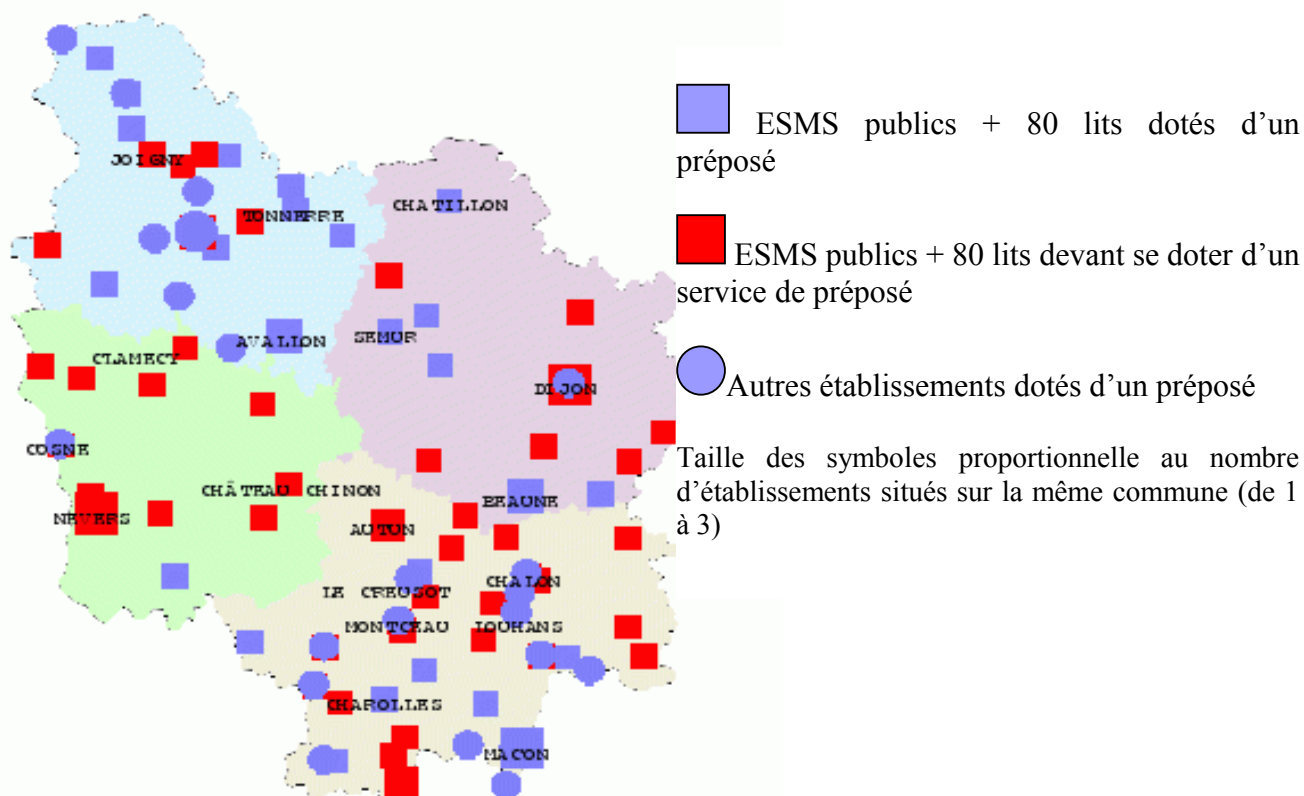 JOIGNY
TONNERRE
CHATILLON
AVALLON
SEMUR
CLAMECY
DIJON
COSNE
CHÂTEAU CHINON
BEAUNE
NEVERS
AUTUN
CHALON
LE CREUSOT
MONTCEAU
LOUHANS
CHAROLLES
MACON
ESMS publics + 80 lits dotés d’un
préposé
ESMS publics + 80 lits devant se doter d’un
service de préposé
Autres établissements dotés d’un préposé
Taille des symboles proportionnelle au nombre
d’établissements situés sur la même commune (de 1
à 3)